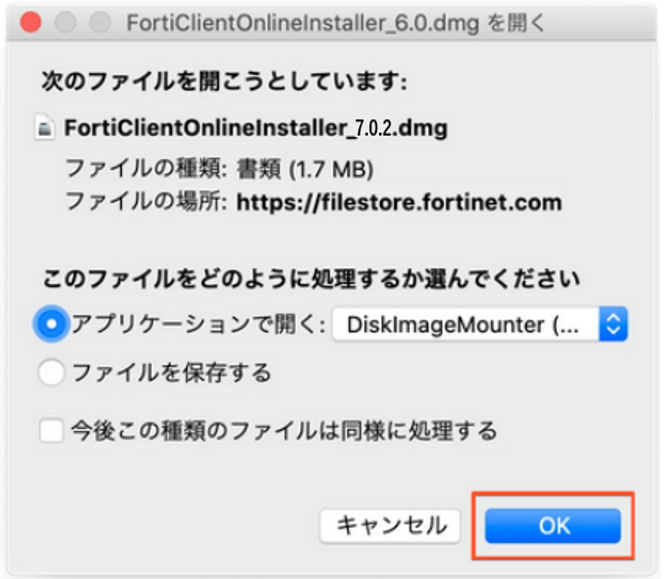 FortiClientOnlineInstaller_6.0.dmg を開く
次のファイルを開こうとしています:
FortiClientOnlineInstaller_7.0.2.dmg
ファイルの種類: 書類 (1.7 MB)
ファイルの場所: https://filestore.fortinet.com
このファイルをどのように処理するか選んでください
アプリケーションで開く: DiskImageMounter (...
ファイルを保存する
今後この種類のファイルは同様に処理する
キャンセル OK